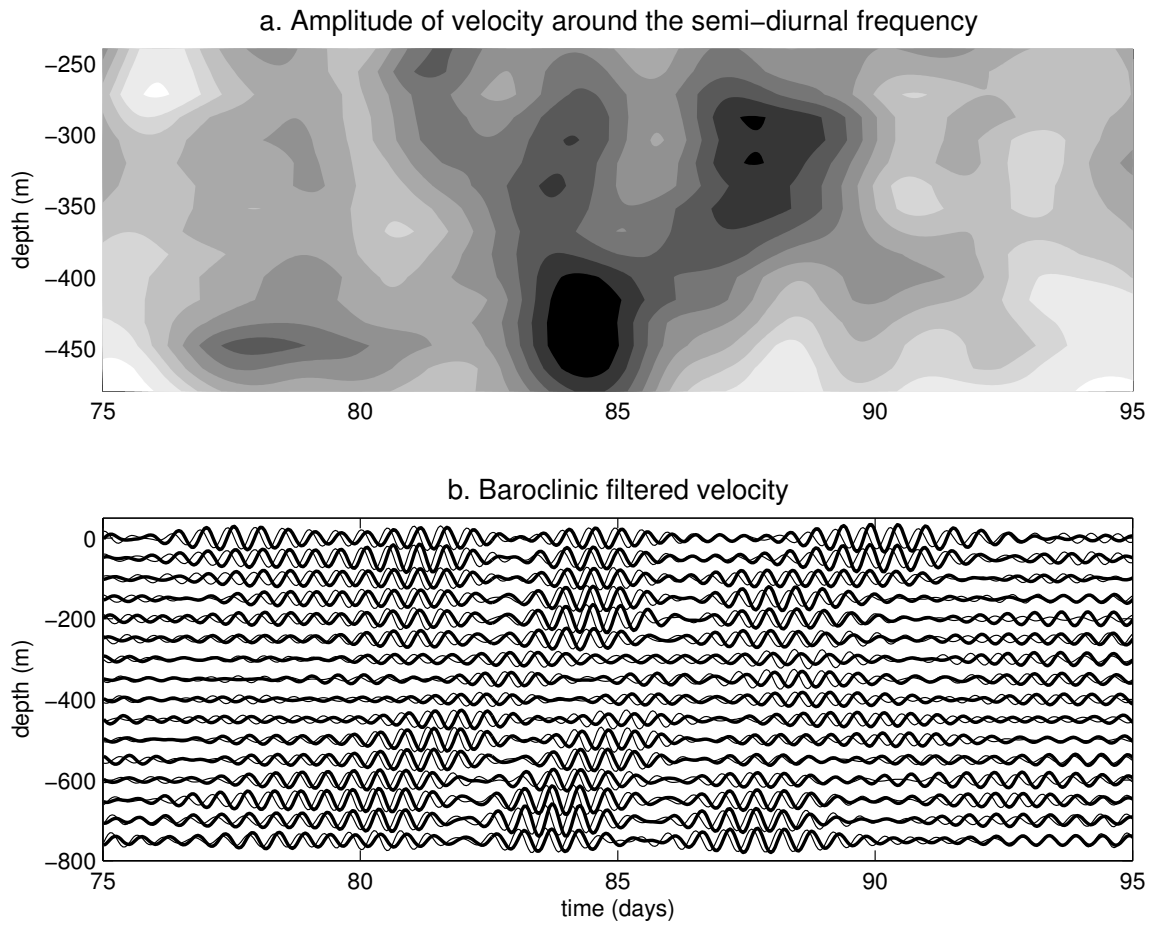 a. Amplitude of velocity around the semi−diurnal frequency
−250
−300
−350
−400
−450
depth (m)
75 80 85 90 95
b. Baroclinic filtered velocity
0
−200
−400
−600
−800
depth (m)
75 80 85 90 95
time (days)